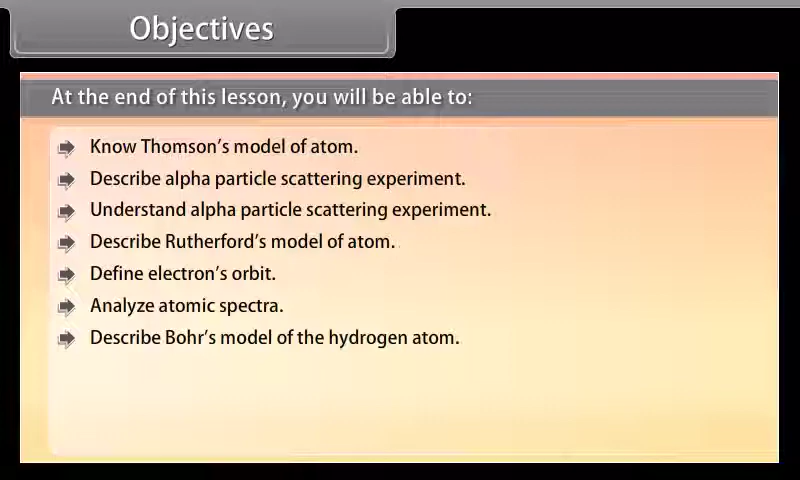 Objectives
At the end of this lesson, you will be able to:
Know Thomson's model of atom.
Describe alpha particle scattering experiment.
Understand alpha particle scattering experiment.
Describe Rutherford's model of atom.
Define electron's orbit.
Analyze atomic spectra.
Describe Bohr's model of the hydrogen atom.